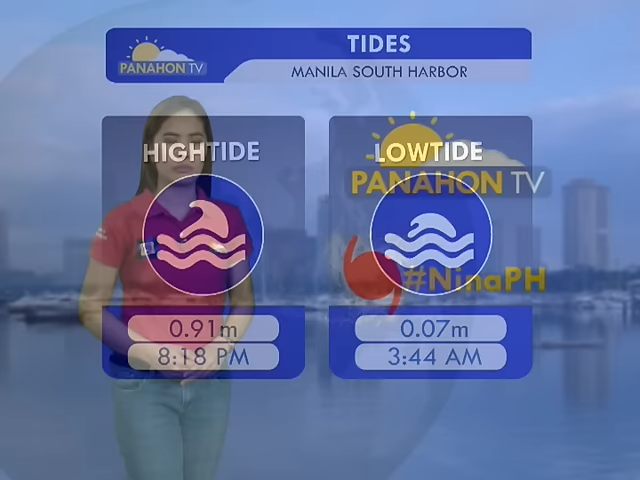 TIDES
PANAHON TV
MANILA SOUTH HARBOR
HIGHTIDE
LOWTIDE
PANAHON TV
#NinaPH
0.91m
0.07m
8:18 PM
3:44 AM